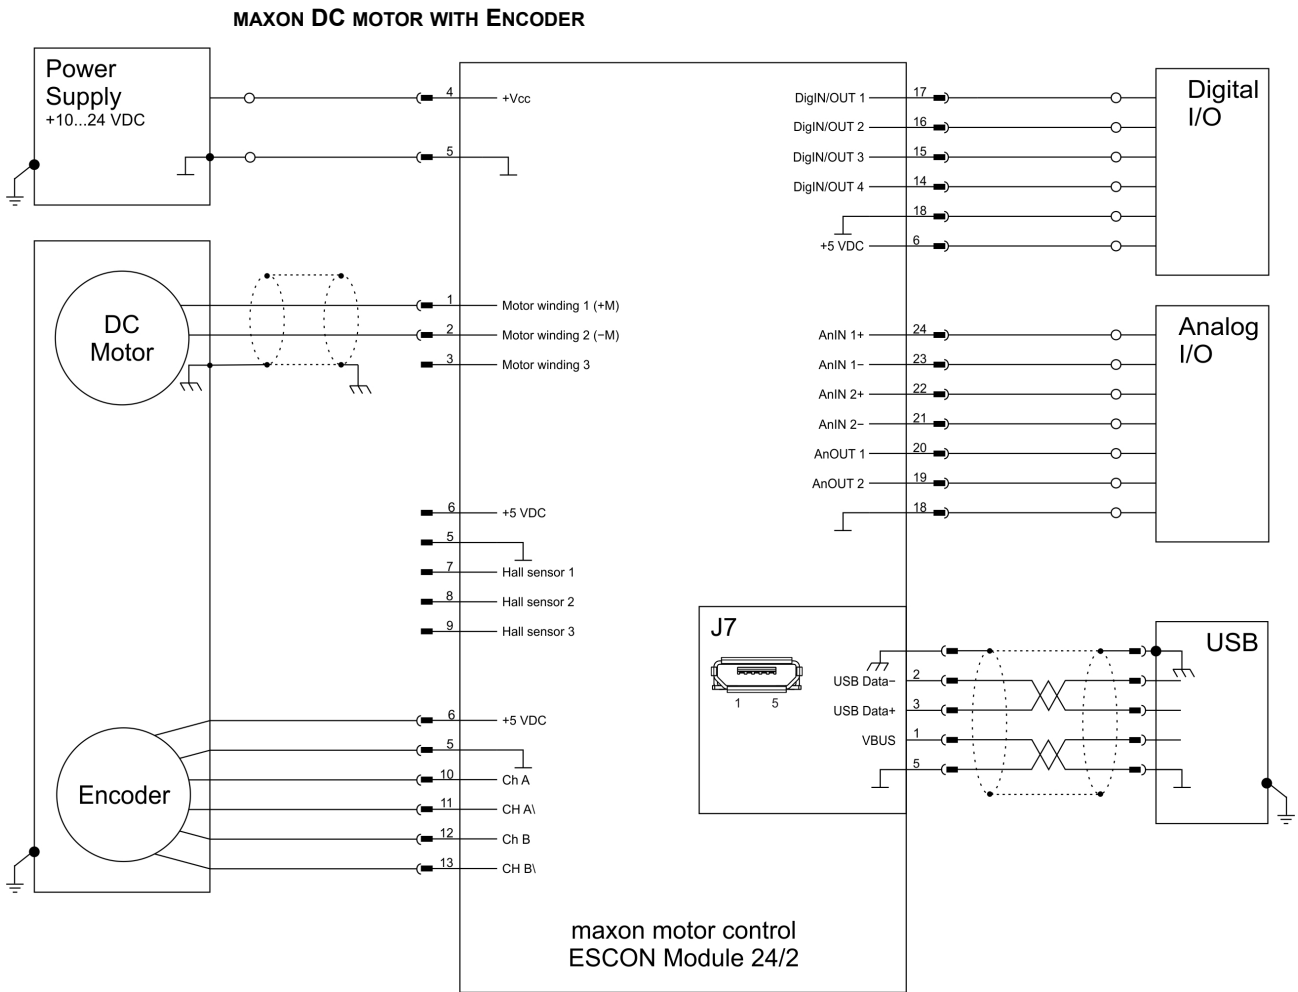 MAXON DC MOTOR WITH ENCODER
Power
Supply
+10...24 VDC
4
+Vcc
5
DC
Motor
1
Motor winding 1 (+M)
2
Motor winding 2 (−M)
3
Motor winding 3
6
+5 VDC
5
7
Hall sensor 1
8
Hall sensor 2
9
Hall sensor 3
Encoder
6
+5 VDC
5
10
Ch A
11
CH A\
12
Ch B
13
CH B\
DigIN/OUT 1
17
DigIN/OUT 2
16
DigIN/OUT 3
15
DigIN/OUT 4
14
18
+5 VDC
6
Digital
I/O
AnIN 1+
24
AnIN 1−
23
AnIN 2+
22
AnIN 2−
21
AnOUT 1
20
AnOUT 2
19
18
Analog
I/O
J7
1 5
USB Data−
2
USB Data+
3
VBUS
1
5
USB
maxon motor control
ESCON Module 24/2